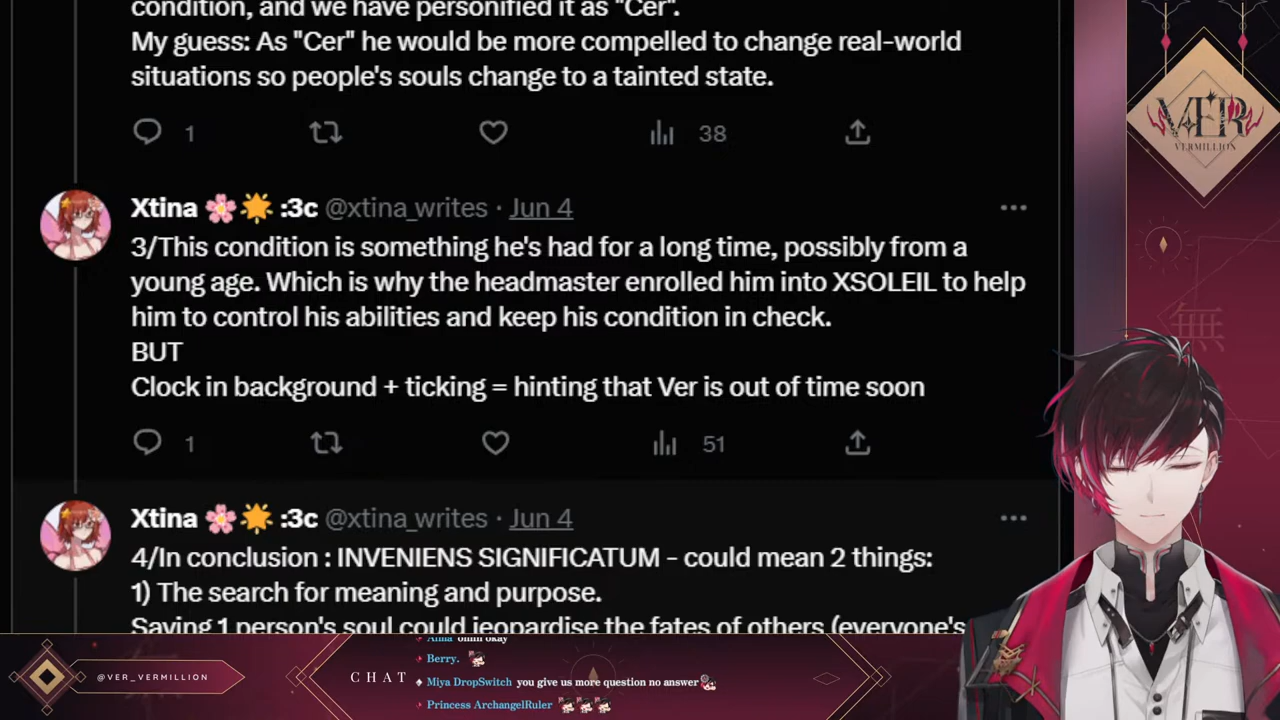 condition, and we have personified it as "Cer".
My guess: As "Cer" he would be more compelled to change real-world
situations so people's souls change to a tainted state.
1
38
Xtina 🌸🌟 :3c @xtina_writes · Jun 4
3/This condition is something he's had for a long time, possibly from a
young age. Which is why the headmaster enrolled him into XSOLEIL to help
him to control his abilities and keep his condition in check.
BUT
Clock in background + ticking = hinting that Ver is out of time soon
1
51
Xtina 🌸🌟 :3c @xtina_writes · Jun 4
4/In conclusion : INVENIENS SIGNIFICATUM - could mean 2 things:
1) The search for meaning and purpose.
Saving 1 person's soul could jeopardise the fates of others (everyone's
VER
VERMILLION
無
@VER_VERMILLION
CHAT
Anna ohhh okay
Berry.
Miya DropSwitch you give us more question no answer
Princess ArchangelRuler